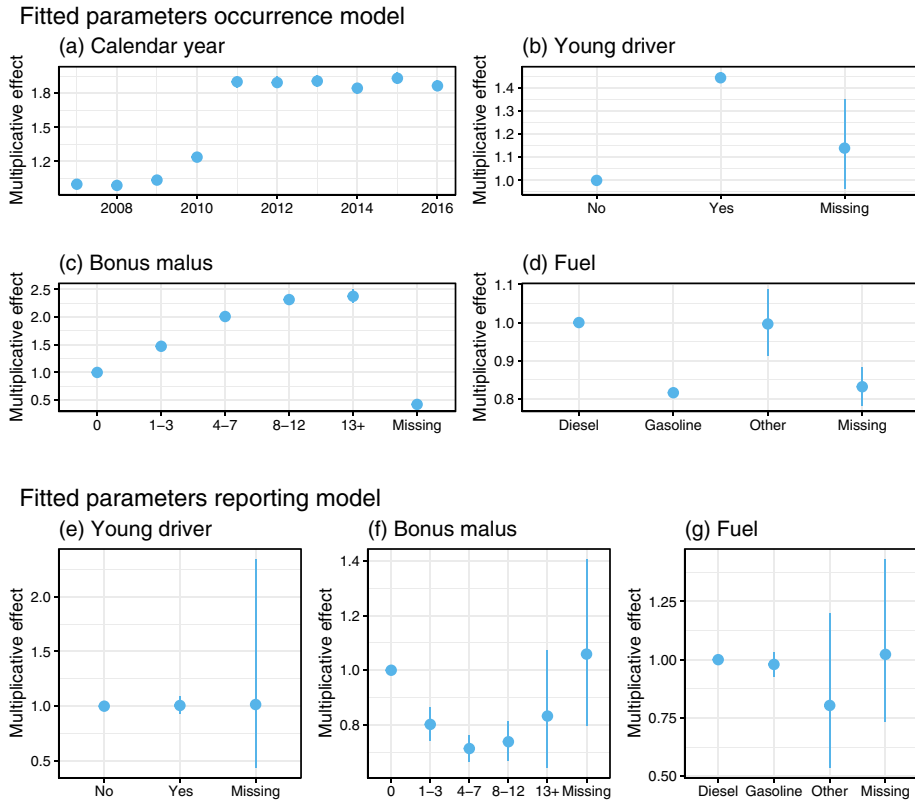 Fitted parameters occurrence model
(a) Calendar year
Multiplicative effect
1.8
1.5
1.2
2008 2010 2012 2014 2016
(b) Young driver
Multiplicative effect
1.4
1.3
1.2
1.1
1.0
No Yes Missing
(c) Bonus malus
Multiplicative effect
2.5
2.0
1.5
1.0
0.5
0 1−3 4−7 8−12 13+ Missing
(d) Fuel
Multiplicative effect
1.1
1.0
0.9
0.8
Diesel Gasoline Other Missing
Fitted parameters reporting model
(e) Young driver
Multiplicative effect
2.0
1.5
1.0
0.5
No Yes Missing
(f) Bonus malus
Multiplicative effect
1.4
1.2
1.0
0.8
0 1−3 4−7 8−12 13+ Missing
(g) Fuel
Multiplicative effect
1.25
1.00
0.75
0.50
Diesel Gasoline Other Missing